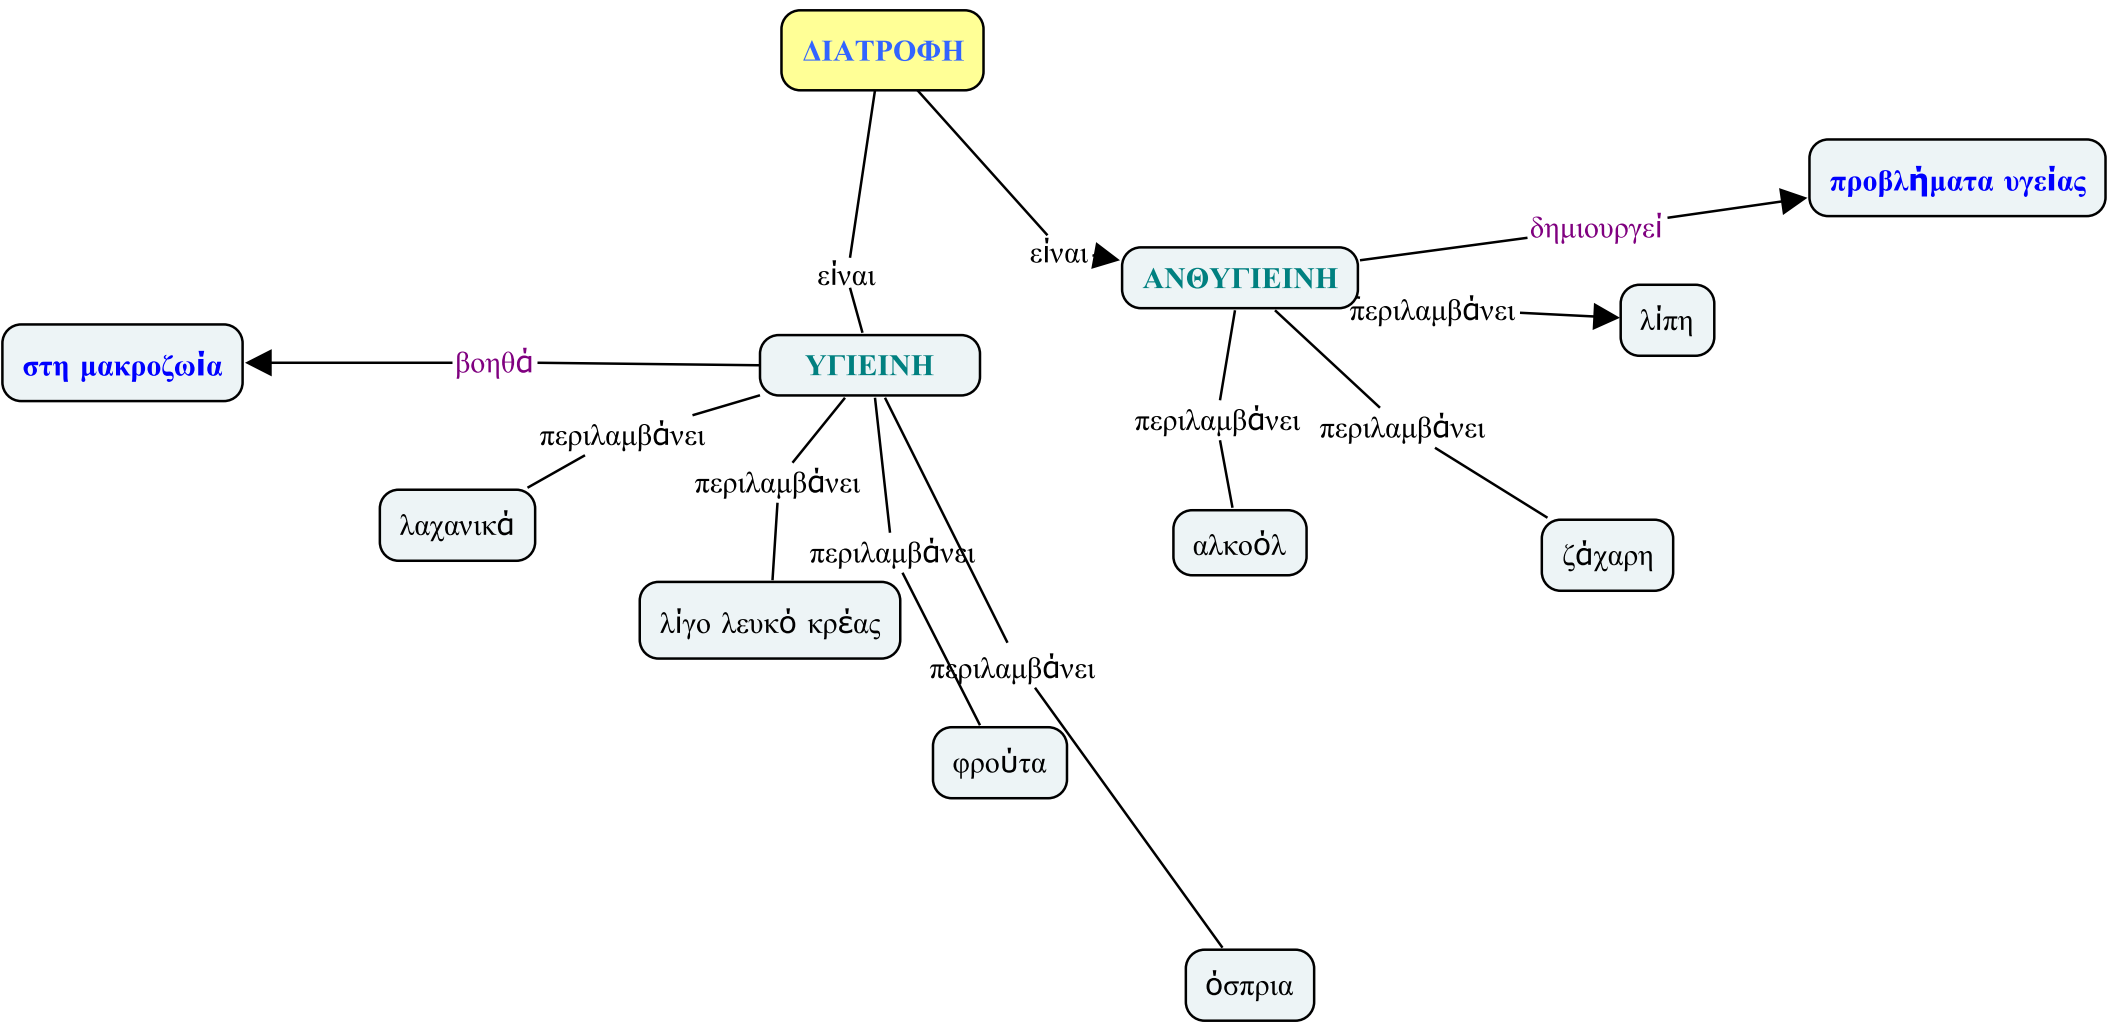 ΔΙΑΤΡΟΦΗ
προβλήματα υγείας
δημιουργεί
είναι
είναι
ΑΝΘΥΓΙΕΙΝΗ
περιλαμβάνει
λίπη
στη μακροζωία
βοηθά
ΥΓΙΕΙΝΗ
περιλαμβάνει
περιλαμβάνει
περιλαμβάνει
περιλαμβάνει
λαχανικά
αλκοόλ
ζάχαρη
περιλαμβάνει
λίγο λευκό κρέας
περιλαμβάνει
φρούτα
όσπρια